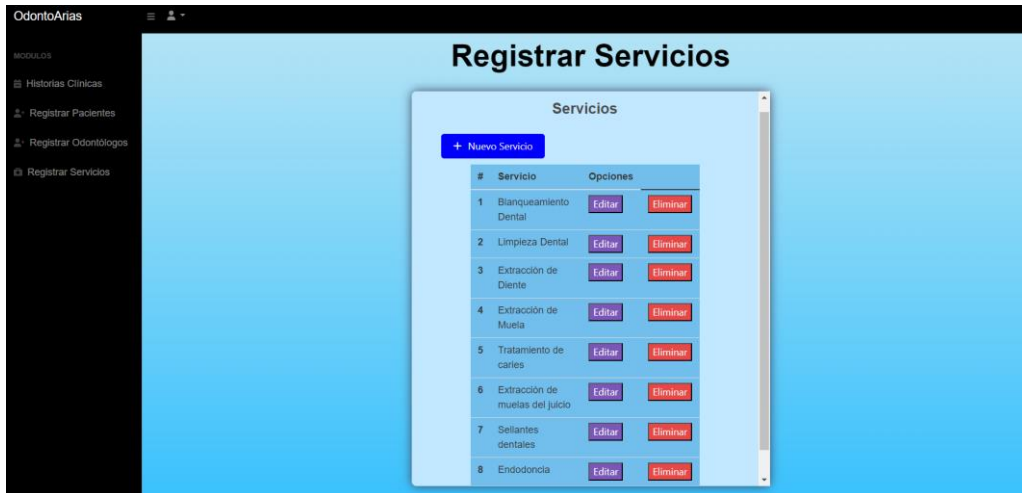 OdontoArias
MODULOS
Historias Clínicas
Registrar Pacientes
Registrar Odontólogos
Registrar Servicios
Registrar Servicios
Servicios
+ Nuevo Servicio
# Servicio Opciones
1 Blanqueamiento Editar Eliminar
Dental
2 Limpieza Dental Editar Eliminar
3 Extracción de Editar Eliminar
Diente
4 Extracción de Editar Eliminar
Muela
5 Tratamiento de Editar Eliminar
caries
6 Extracción de Editar Eliminar
muelas del juicio
7 Sellantes Editar Eliminar
dentales
8 Endodoncia Editar Eliminar